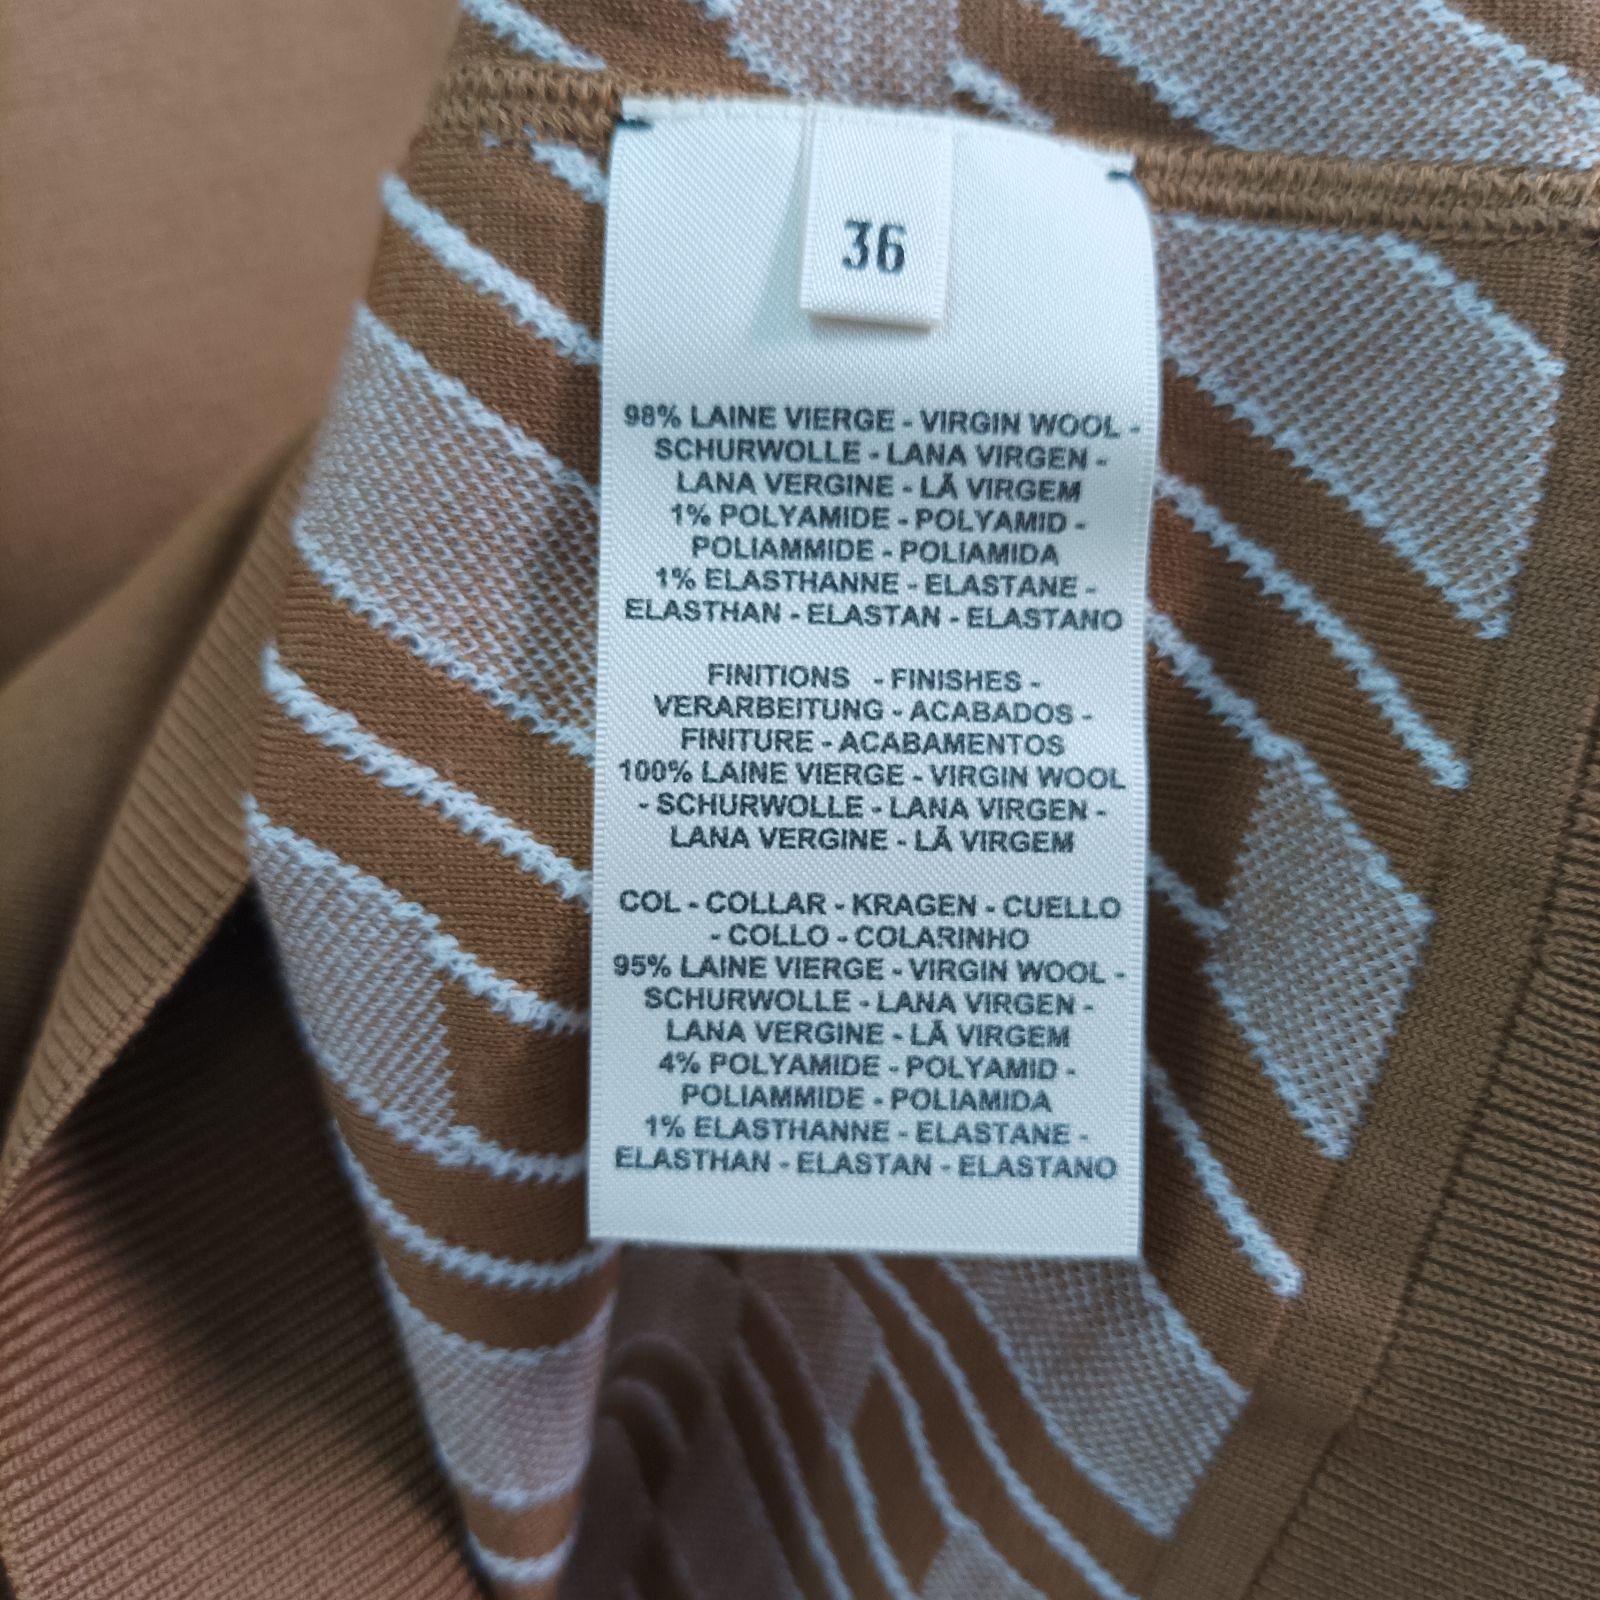 36
98% LAINE VIERGE - VIRGIN WOOL -
SCHURWOLLE - LANA VIRGEN -
LANA VERGINE - LÃ VIRGEM
1% POLYAMIDE - POLYAMID -
POLIAMMIDE - POLIAMIDA
1% ELASTHANNE - ELASTANE -
ELASTHAN - ELASTAN - ELASTANO
FINITIONS - FINISHES -
VERARBEITUNG - ACABADOS -
FINITURE - ACABAMENTOS
100% LAINE VIERGE - VIRGIN WOOL
- SCHURWOLLE - LANA VIRGEN -
LANA VERGINE - LÃ VIRGEM
COL - COLLAR - KRAGEN - CUELLO
- COLLO - COLARINHO
95% LAINE VIERGE - VIRGIN WOOL -
SCHURWOLLE - LANA VIRGEN -
LANA VERGINE - LÃ VIRGEM
4% POLYAMIDE - POLYAMID -
POLIAMMIDE - POLIAMIDA
1% ELASTHANNE - ELASTANE -
ELASTHAN - ELASTAN - ELASTANO